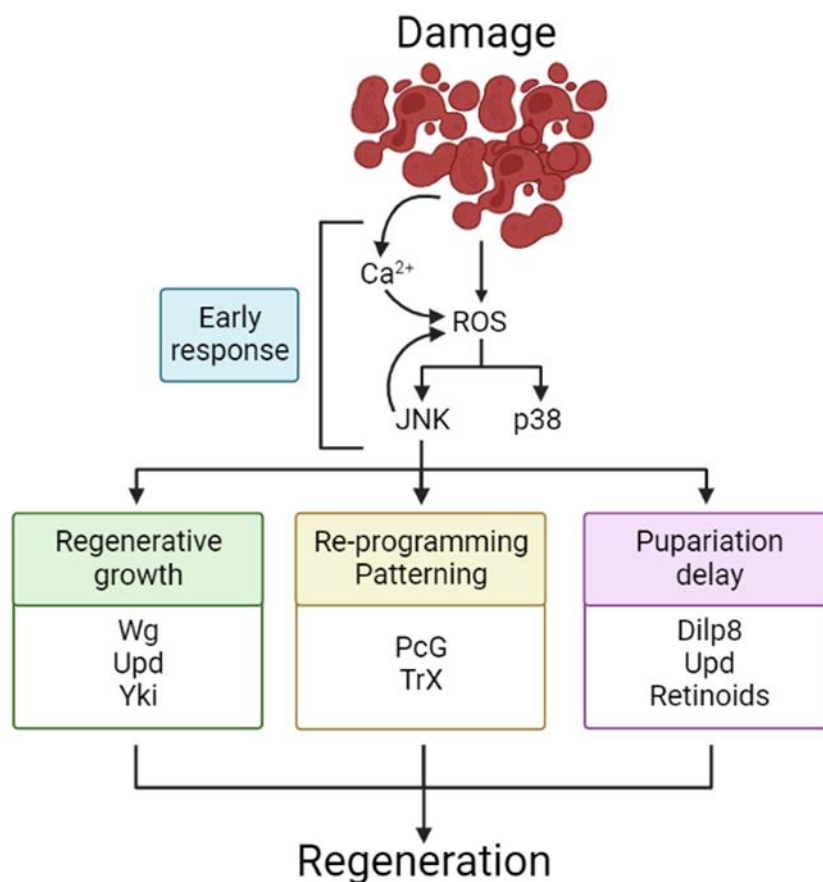 Damage
Ca²⁺
Early
response
ROS
JNK
p38
Regenerative
growth
Wg
Upd
Yki
Re-programming
Patterning
PcG
TrX
Pupariation
delay
Dilp8
Upd
Retinoids
Regeneration